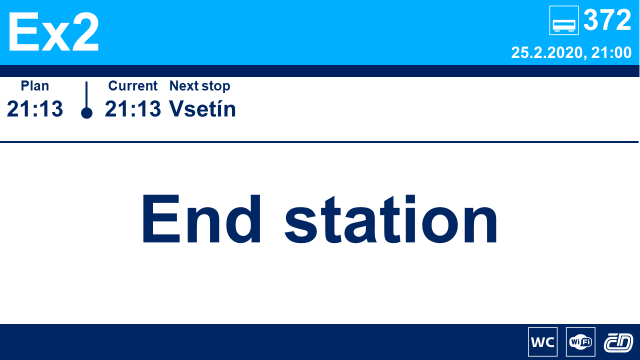 Ex2
372
25.2.2020, 21:00
Plan Current Next stop
21:13 21:13 Vsetín
End station
WC WiFi ČD